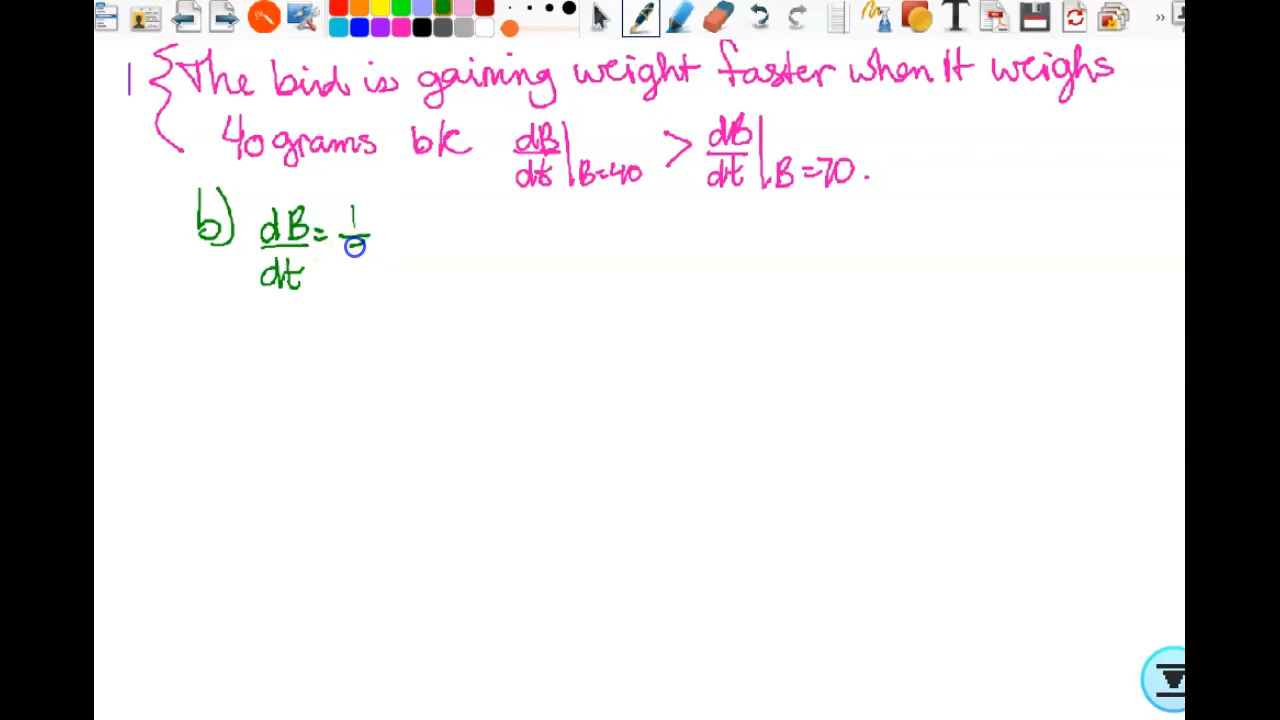 1 The bird is gaining weight faster when it weighs
40 grams b/c dB/dt|B=40 > dB/dt|B=70.
b) dB/dt = 1